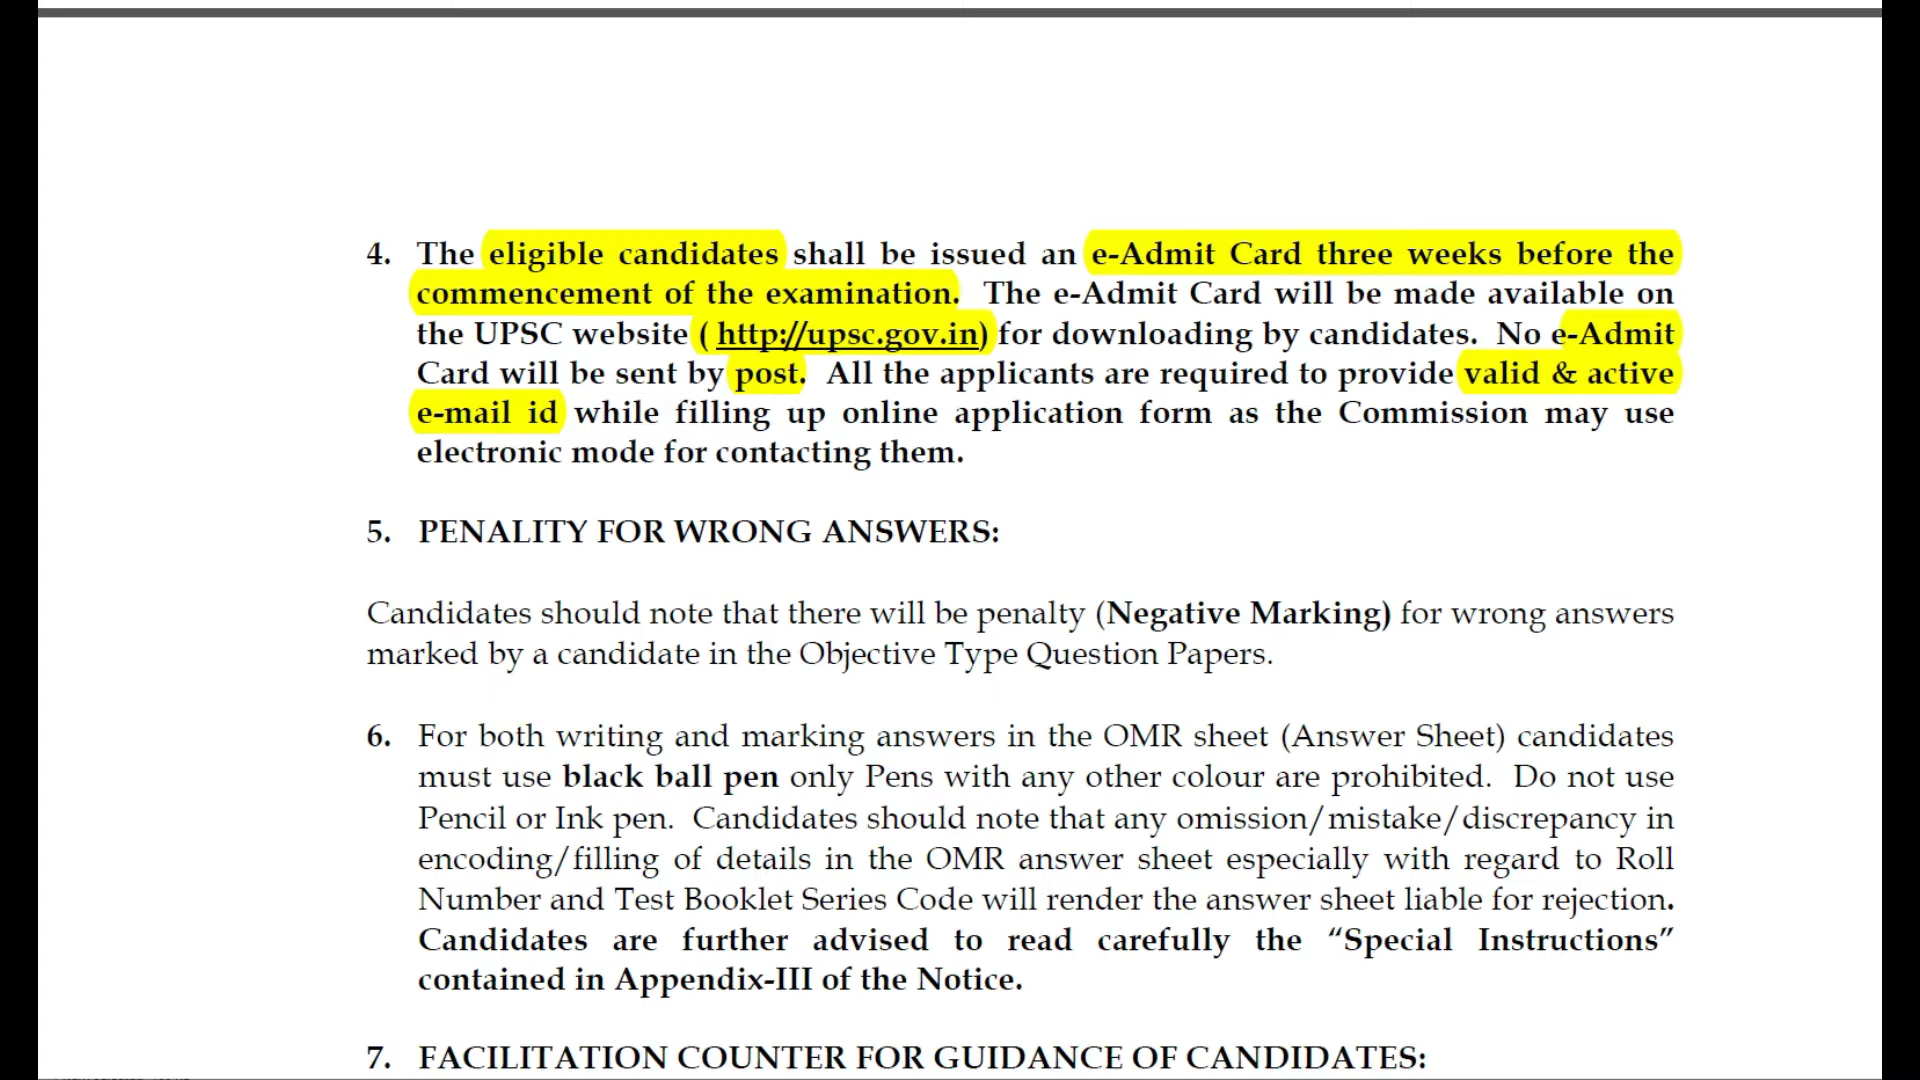 4. The eligible candidates shall be issued an e-Admit Card three weeks before the
commencement of the examination. The e-Admit Card will be made available on
the UPSC website ( http://upsc.gov.in) for downloading by candidates. No e-Admit
Card will be sent by post. All the applicants are required to provide valid & active
e-mail id while filling up online application form as the Commission may use
electronic mode for contacting them.
5. PENALITY FOR WRONG ANSWERS:
Candidates should note that there will be penalty (Negative Marking) for wrong answers
marked by a candidate in the Objective Type Question Papers.
6. For both writing and marking answers in the OMR sheet (Answer Sheet) candidates
must use black ball pen only Pens with any other colour are prohibited. Do not use
Pencil or Ink pen. Candidates should note that any omission/mistake/discrepancy in
encoding/filling of details in the OMR answer sheet especially with regard to Roll
Number and Test Booklet Series Code will render the answer sheet liable for rejection.
Candidates are further advised to read carefully the “Special Instructions”
contained in Appendix-III of the Notice.
7. FACILITATION COUNTER FOR GUIDANCE OF CANDIDATES: